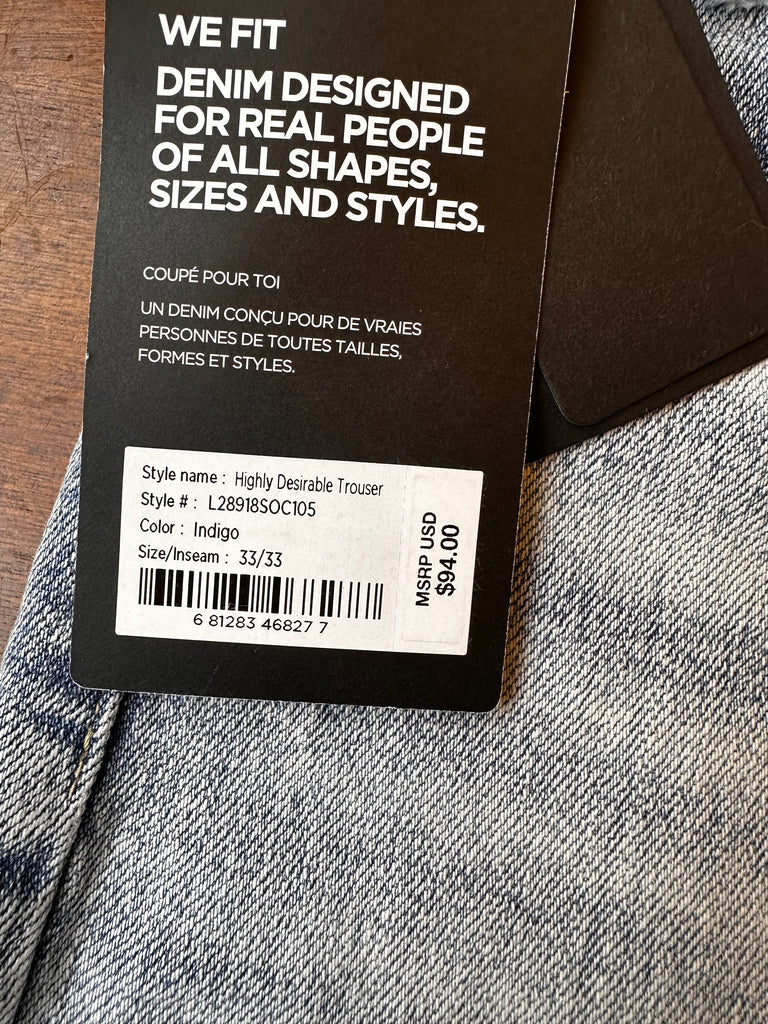 WE FIT
DENIM DESIGNED
FOR REAL PEOPLE
OF ALL SHAPES,
SIZES AND STYLES.
COUPÉ POUR TOI
UN DENIM CONÇU POUR DE VRAIES
PERSONNES DE TOUTES TAILLES,
FORMES ET STYLES.
Style name : Highly Desirable Trouser
Style # : L28918SOC105
Color : Indigo
Size/Inseam : 33/33
6 81283 46827 7
MSRP USD
$94.00